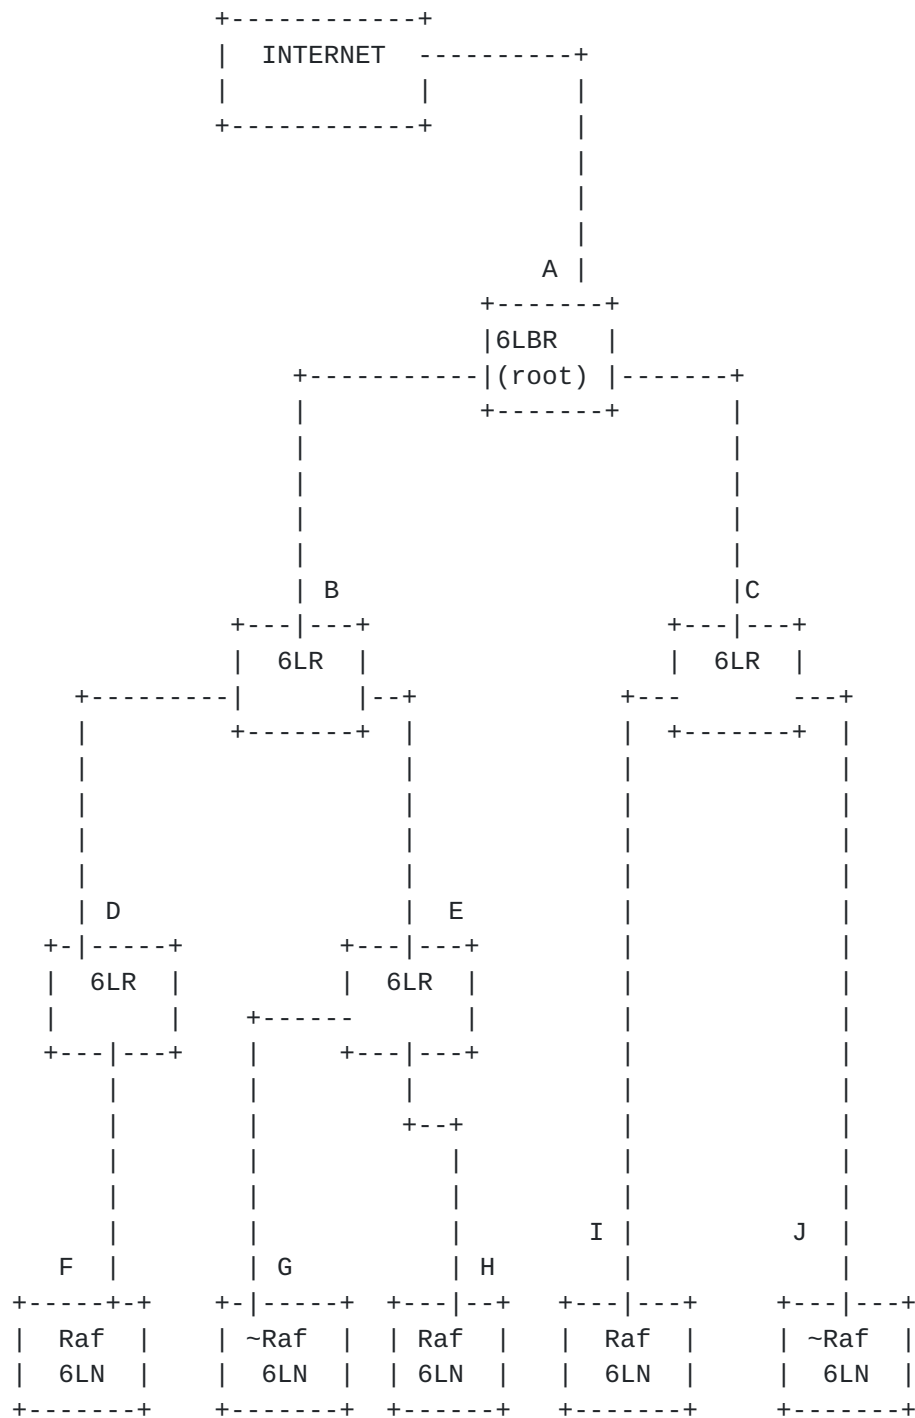 INTERNET
A
6LBR
(root)
B
C
6LR
6LR
D
E
6LR
6LR
I
J
F
G
H
Raf
~Raf
Raf
Raf
~Raf
6LN
6LN
6LN
6LN
6LN